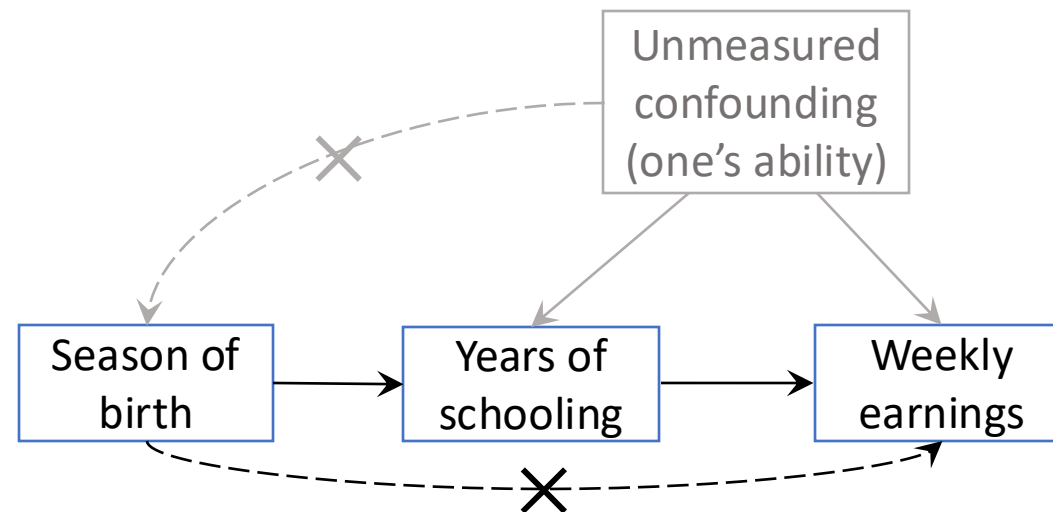 Unmeasured
confounding
(one’s ability)
Season of
birth
Years of
schooling
Weekly
earnings